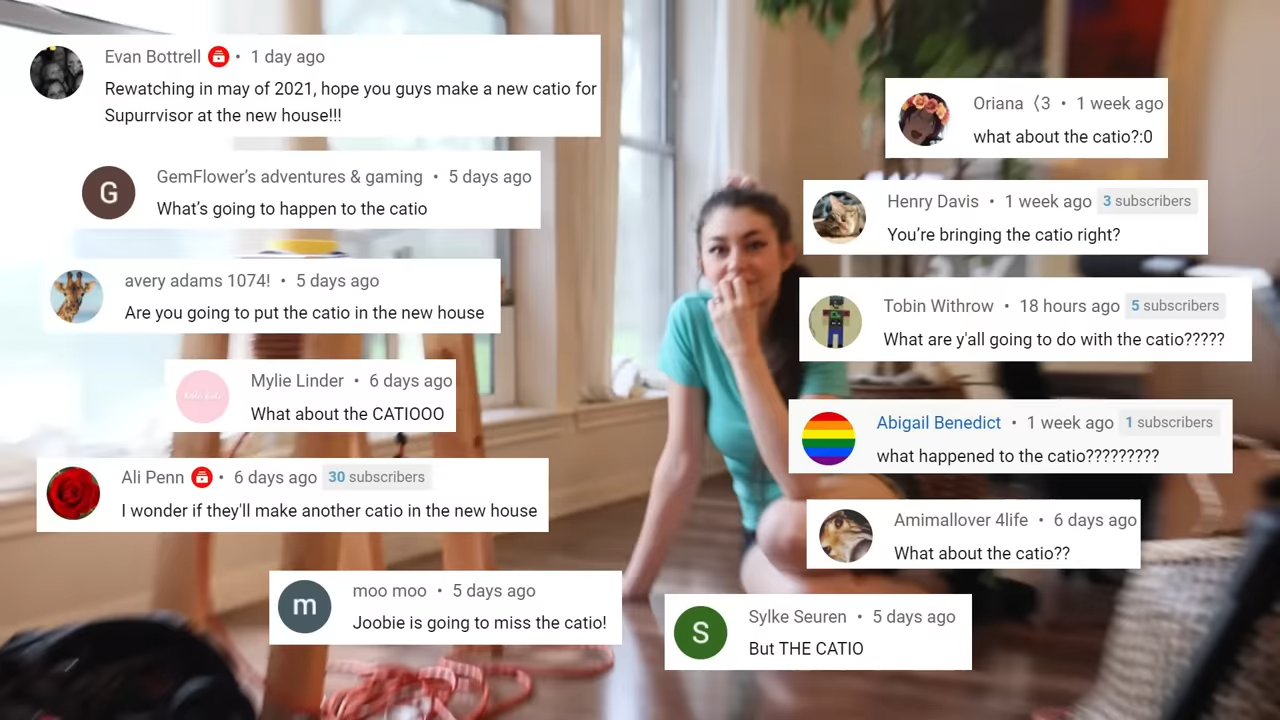 Evan Bottrell • 1 day ago
Rewatching in may of 2021, hope you guys make a new catio for
Supurrvisor at the new house!!!
G
GemFlower's adventures & gaming • 5 days ago
What's going to happen to the catio
avery adams 1074! • 5 days ago
Are you going to put the catio in the new house
Mylie Linder • 6 days ago
What about the CATIOOO
Ali Penn • 6 days ago 30 subscribers
I wonder if they'll make another catio in the new house
m
moo moo • 5 days ago
Joobie is going to miss the catio!
Oriana ⟨3 • 1 week ago
what about the catio?:0
Henry Davis • 1 week ago 3 subscribers
You're bringing the catio right?
Tobin Withrow • 18 hours ago 5 subscribers
What are y'all going to do with the catio?????
Abigail Benedict • 1 week ago 1 subscribers
what happened to the catio?????????
Amimallover 4life • 6 days ago
What about the catio??
S
Sylke Seuren • 5 days ago
But THE CATIO